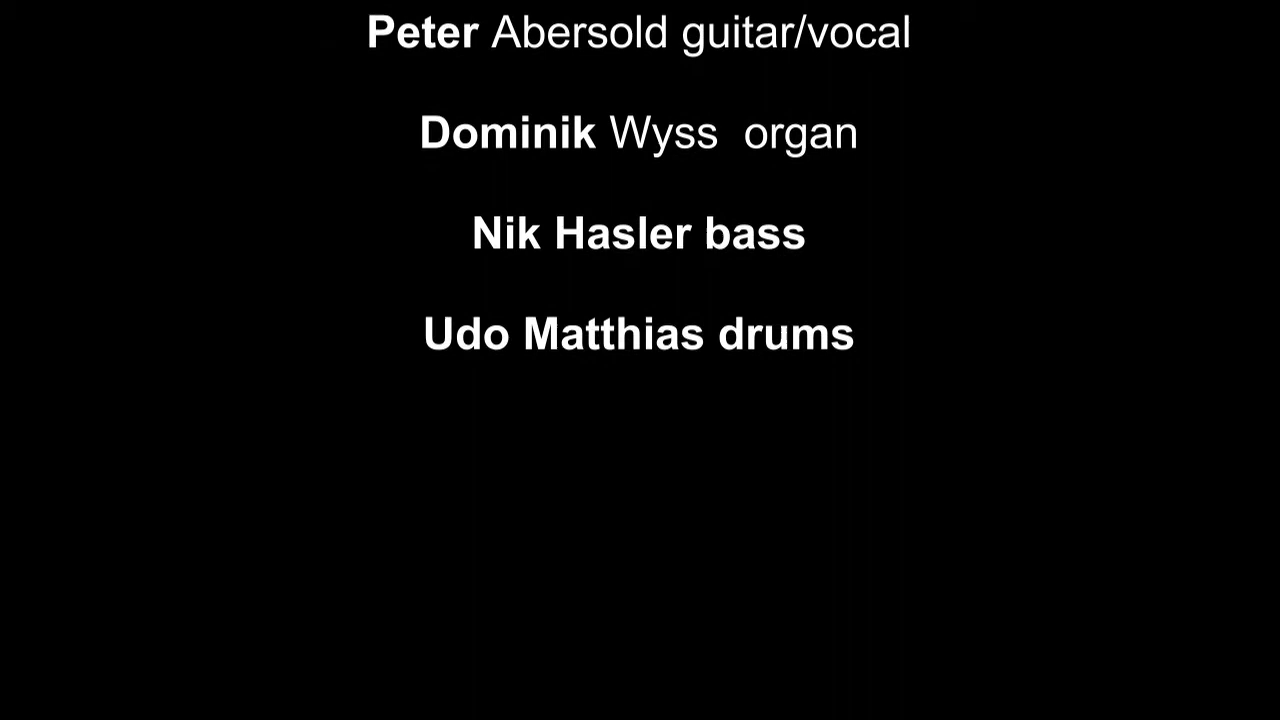 Peter Abersold guitar/vocal
Dominik Wyss  organ
Nik Hasler bass
Udo Matthias drums